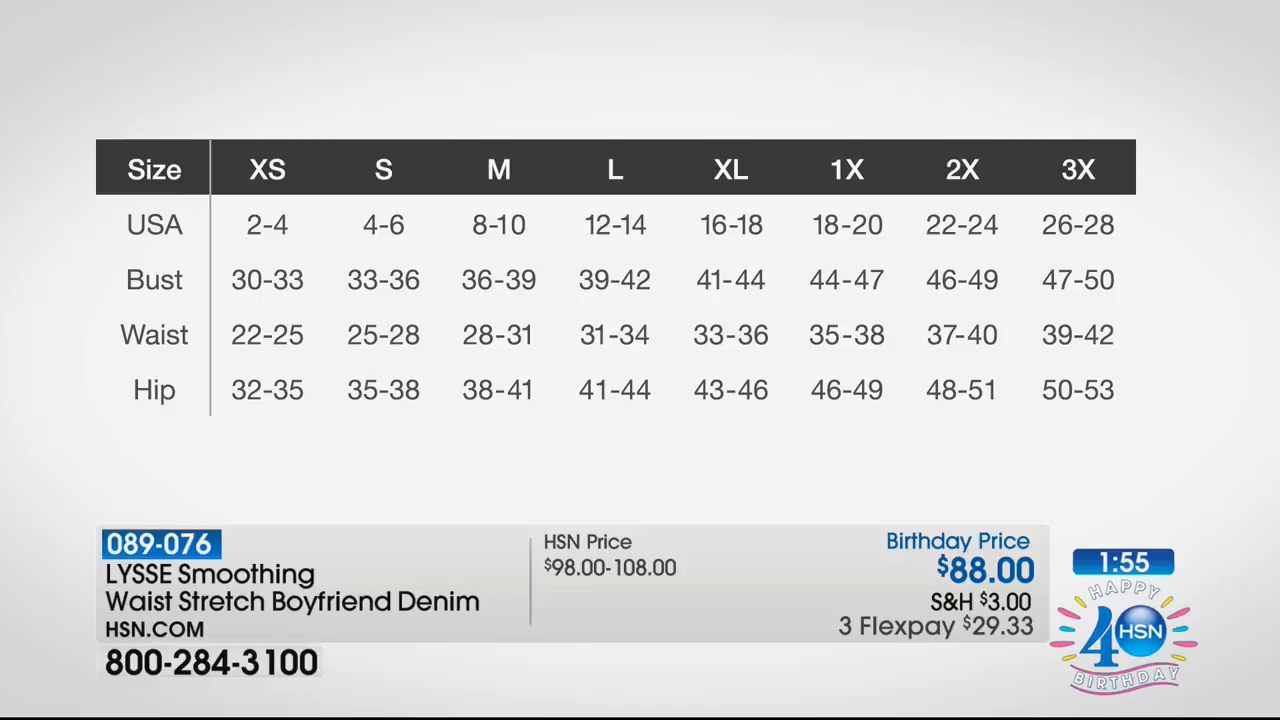 Size XS S M L XL 1X 2X 3X
USA 2-4 4-6 8-10 12-14 16-18 18-20 22-24 26-28
Bust 30-33 33-36 36-39 39-42 41-44 44-47 46-49 47-50
Waist 22-25 25-28 28-31 31-34 33-36 35-38 37-40 39-42
Hip 32-35 35-38 38-41 41-44 43-46 46-49 48-51 50-53
089-076
LYSSE Smoothing
Waist Stretch Boyfriend Denim
HSN.COM
800-284-3100
HSN Price
$98.00-108.00
Birthday Price
$88.00
S&H $3.00
3 Flexpay $29.33
1:55
HAPPY
40 HSN
BIRTHDAY